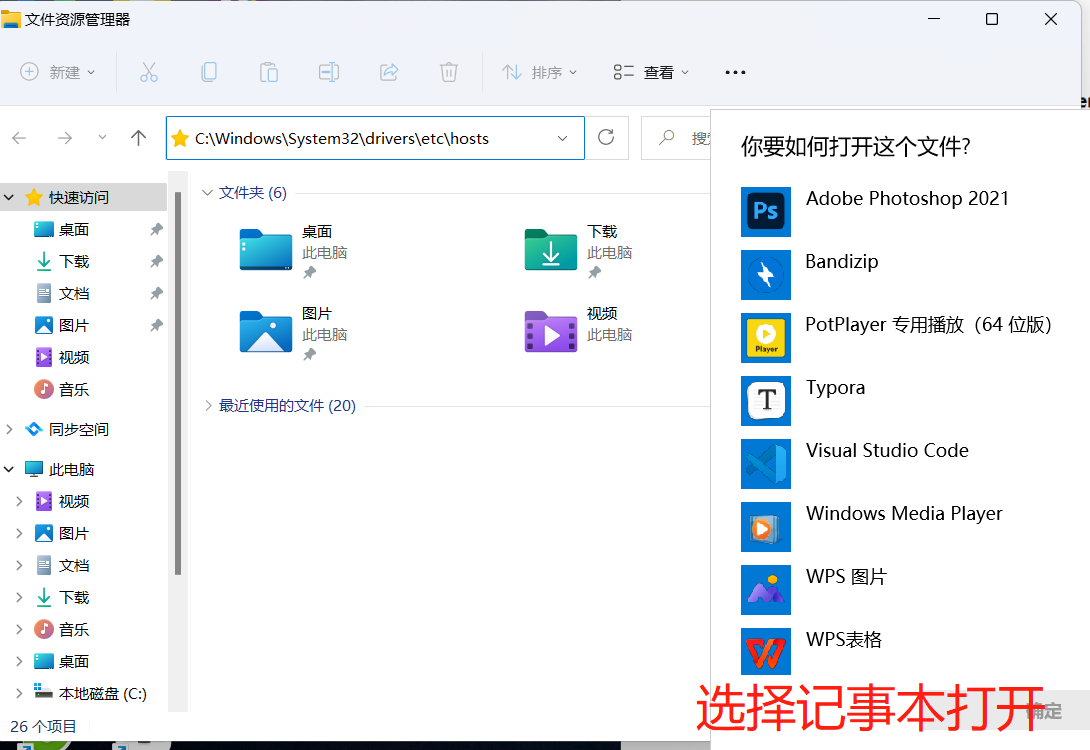 文件资源管理器
新建
排序
查看
C:\Windows\System32\drivers\etc\hosts
快速访问
桌面
下载
文档
图片
视频
音乐
同步空间
此电脑
视频
图片
文档
下载
音乐
桌面
本地磁盘 (C:)
26 个项目
文件夹 (6)
桌面
此电脑
下载
此电脑
图片
此电脑
视频
此电脑
最近使用的文件 (20)
你要如何打开这个文件?
Ps
Adobe Photoshop 2021
Bandizip
Player
PotPlayer 专用播放（64 位版）
T
Typora
Visual Studio Code
Windows Media Player
WPS 图片
W
WPS表格
选择记事本打开
确定